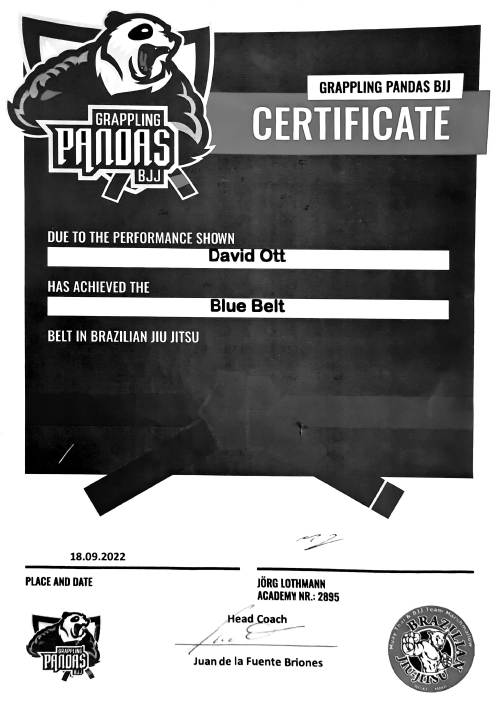 GRAPPLING
PANDAS
BJJ
GRAPPLING PANDAS BJJ
CERTIFICATE
DUE TO THE PERFORMANCE SHOWN
David Ott
HAS ACHIEVED THE
Blue Belt
BELT IN BRAZILIAN JIU JITSU
18.09.2022
PLACE AND DATE
JÖRG LOTHMANN
ACADEMY NR.: 2895
Head Coach
Juan de la Fuente Briones
GRAPPLING
PANDAS
BJJ
BRAZILIAN
JIU-JITSU